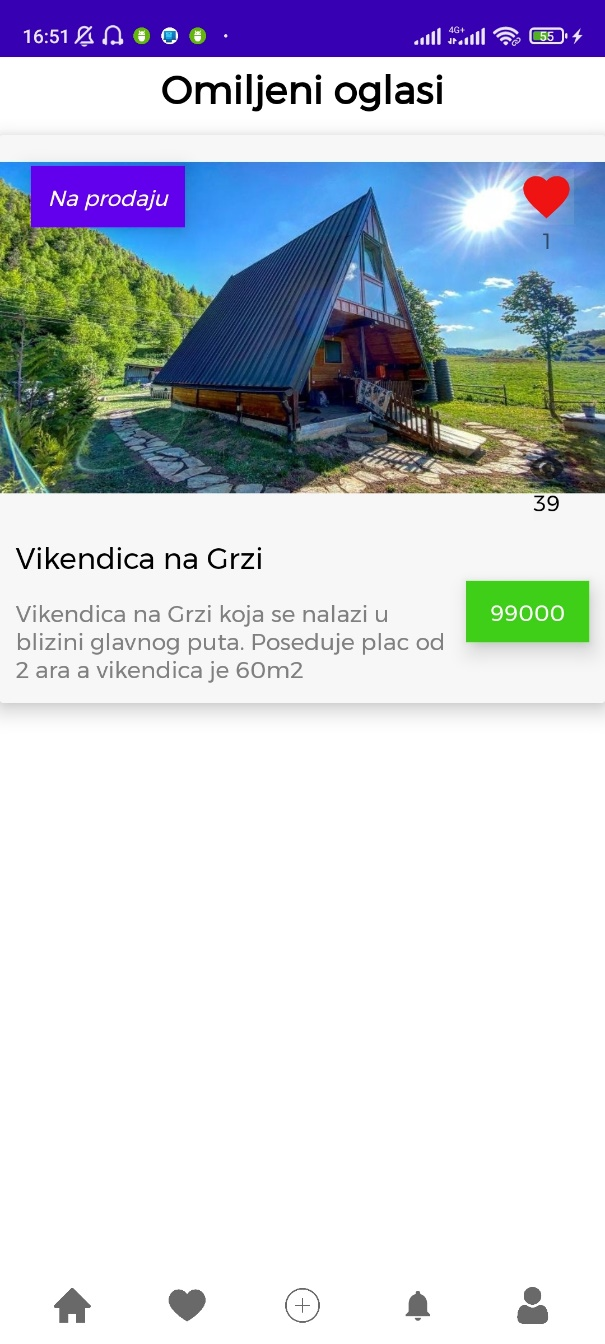 16:51 4G+ 55
Omiljeni oglasi
Na prodaju
1
39
Vikendica na Grzi
Vikendica na Grzi koja se nalazi u
blizini glavnog puta. Poseduje plac od
2 ara a vikendica je 60m2
99000